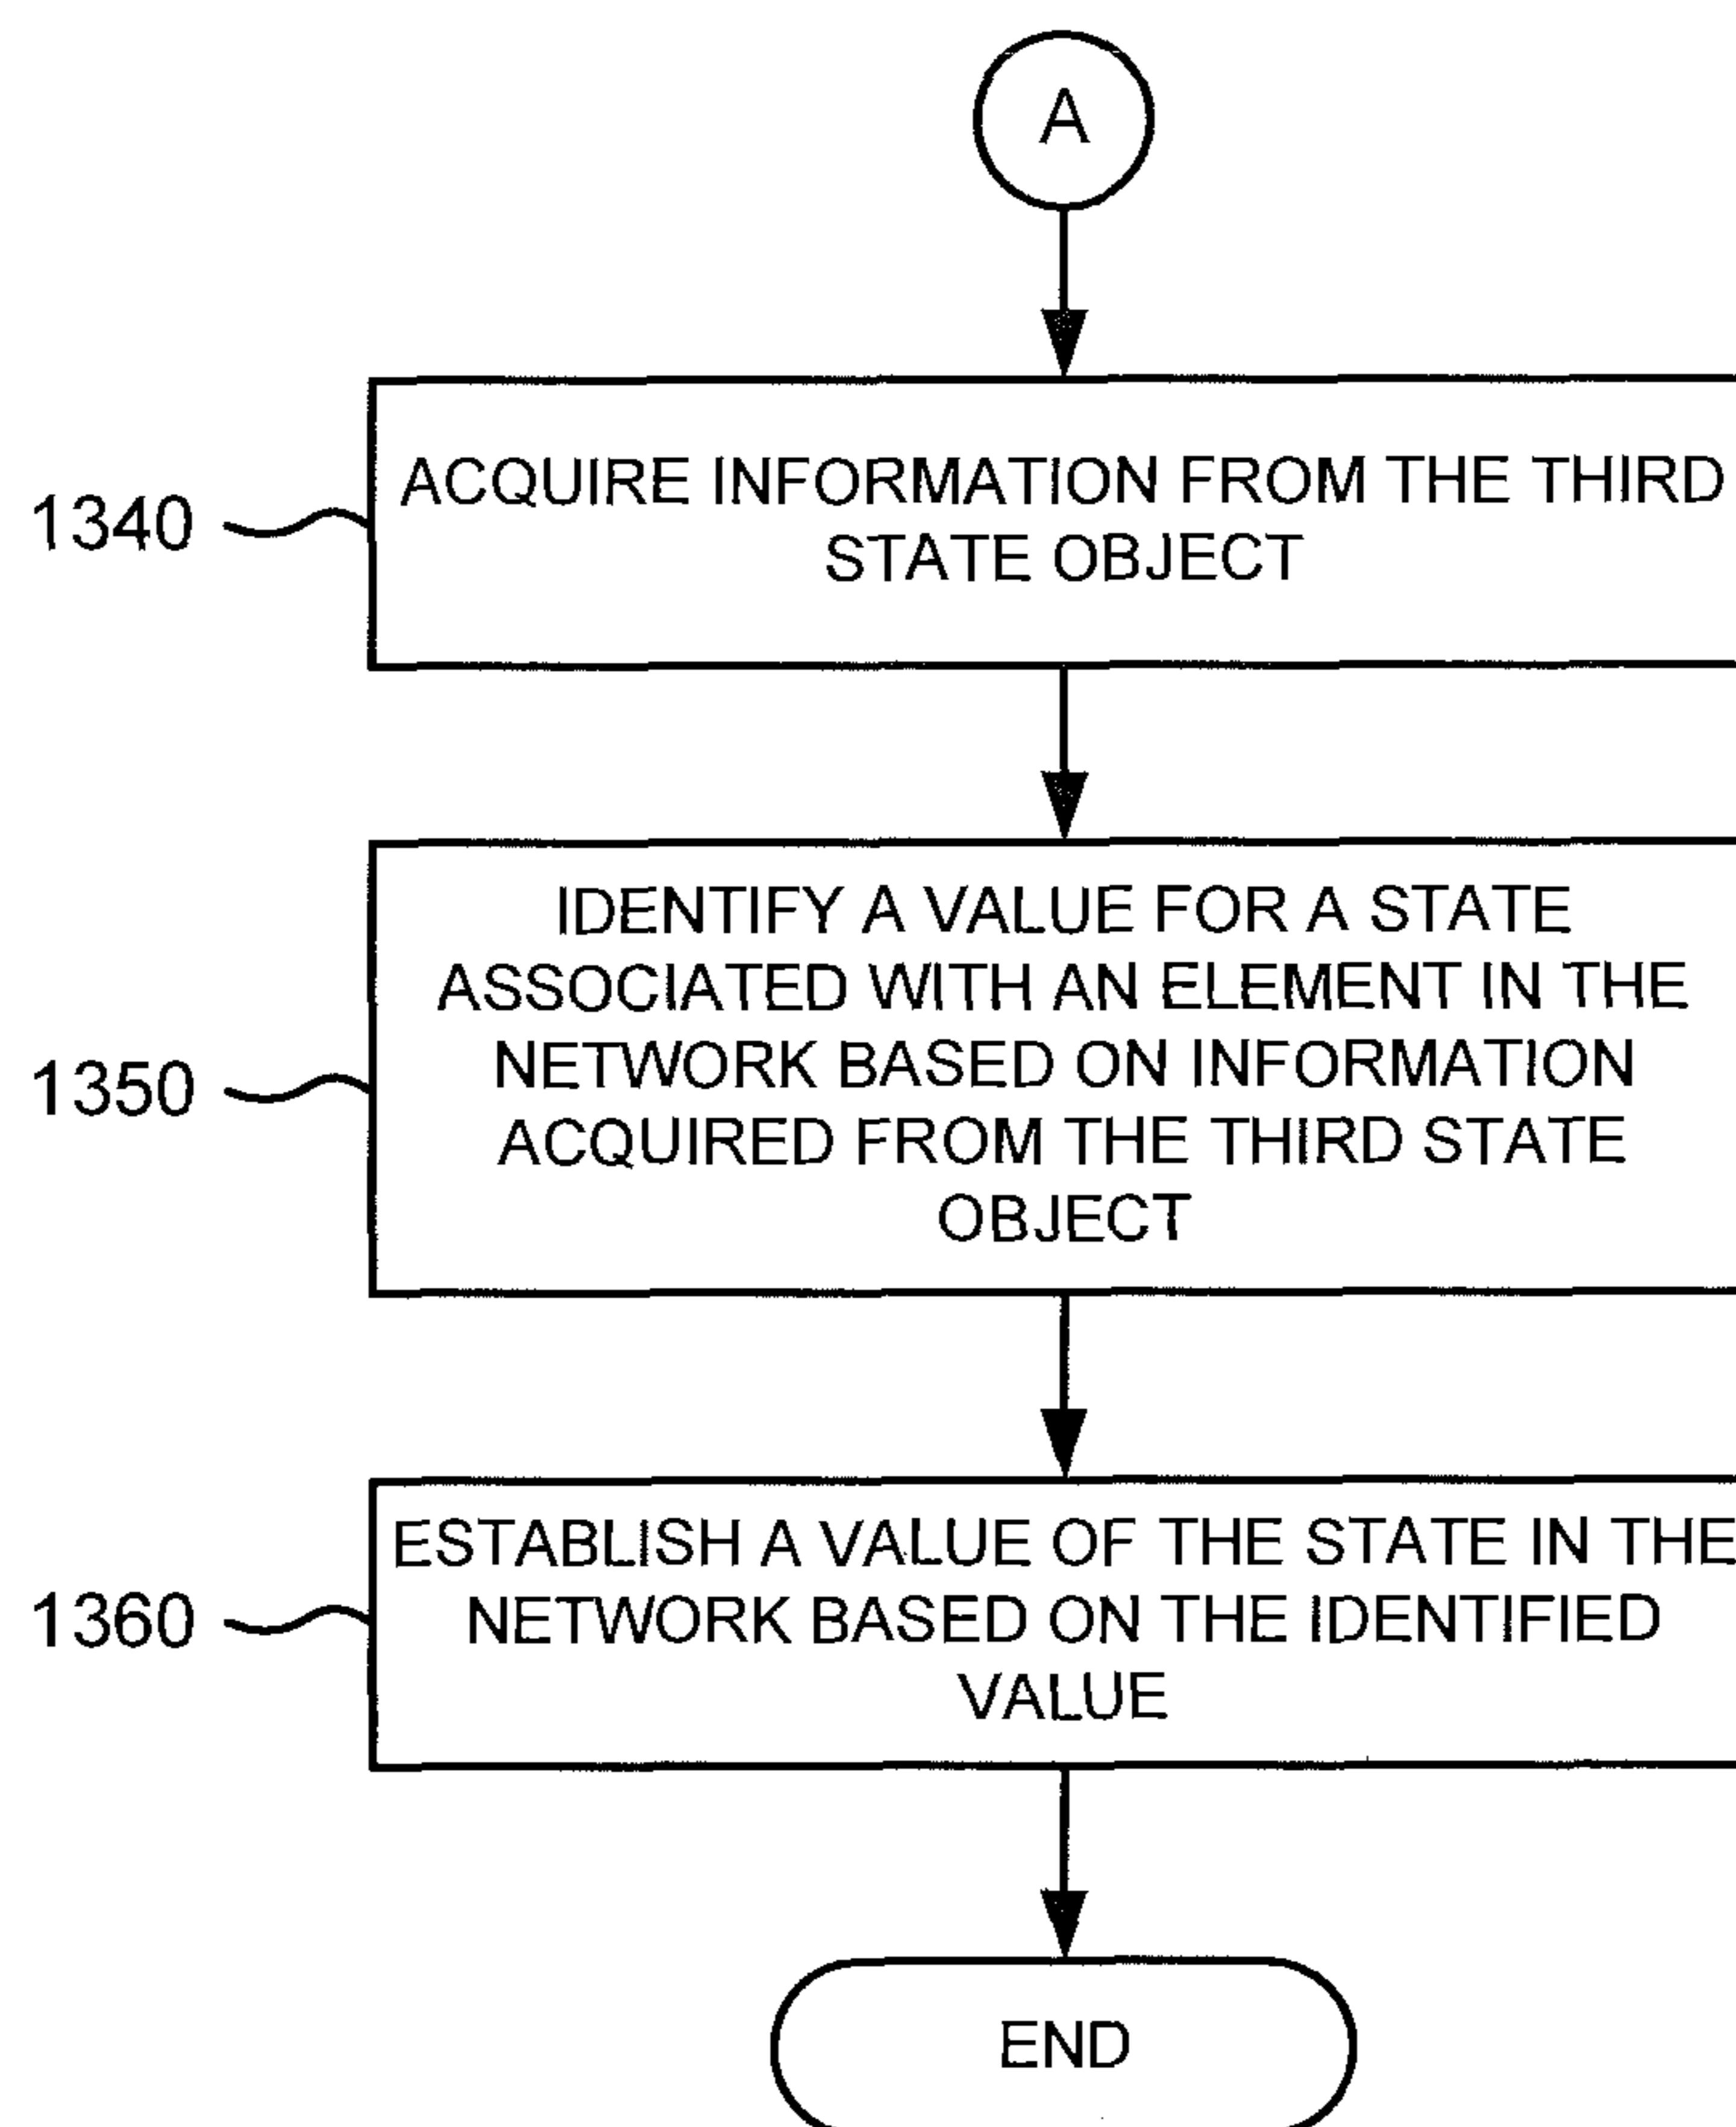 A
1340
ACQUIRE INFORMATION FROM THE THIRD
STATE OBJECT
1350
IDENTIFY A VALUE FOR A STATE
ASSOCIATED WITH AN ELEMENT IN THE
NETWORK BASED ON INFORMATION
ACQUIRED FROM THE THIRD STATE
OBJECT
1360
ESTABLISH A VALUE OF THE STATE IN THE
NETWORK BASED ON THE IDENTIFIED
VALUE
END